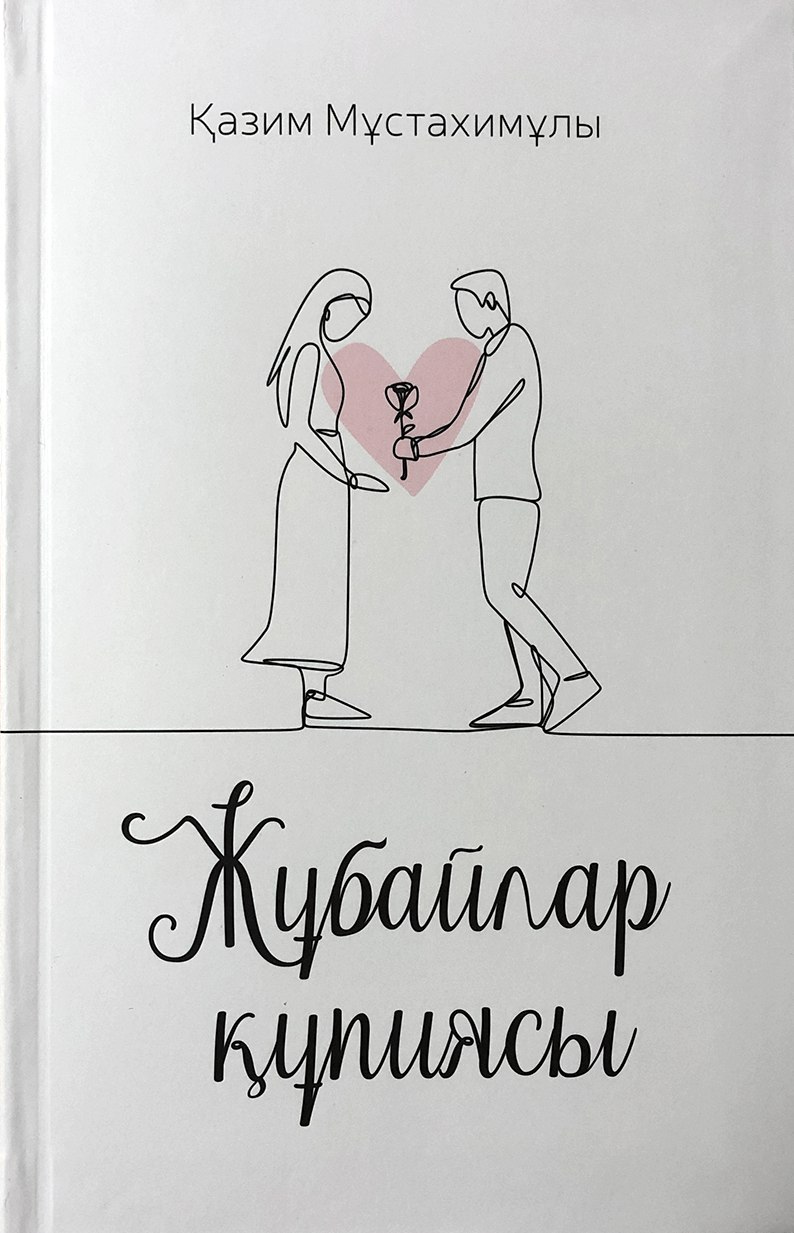 Қазим Мұстахимұлы
Жұбайлар
құпиясы